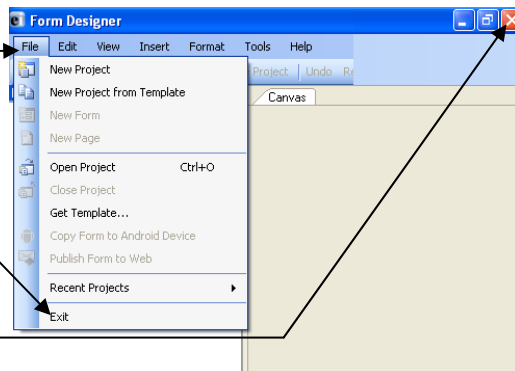 Form Designer
File Edit View Insert Format Tools Help
Project Undo
Canvas
New Project
New Project from Template
New Form
New Page
Open Project Ctrl+O
Close Project
Get Template...
Copy Form to Android Device
Publish Form to Web
Recent Projects
Exit